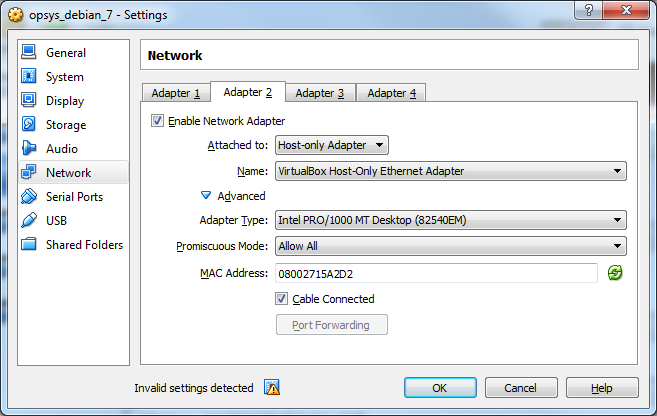 opsys_debian_7 - Settings
General
System
Display
Storage
Audio
Network
Serial Ports
USB
Shared Folders
Network
Adapter 1 Adapter 2 Adapter 3 Adapter 4
Enable Network Adapter
Attached to: Host-only Adapter
Name: VirtualBox Host-Only Ethernet Adapter
Advanced
Adapter Type: Intel PRO/1000 MT Desktop (82540EM)
Promiscuous Mode: Allow All
MAC Address: 08002715A2D2
Cable Connected
Port Forwarding
Invalid settings detected
OK Cancel Help